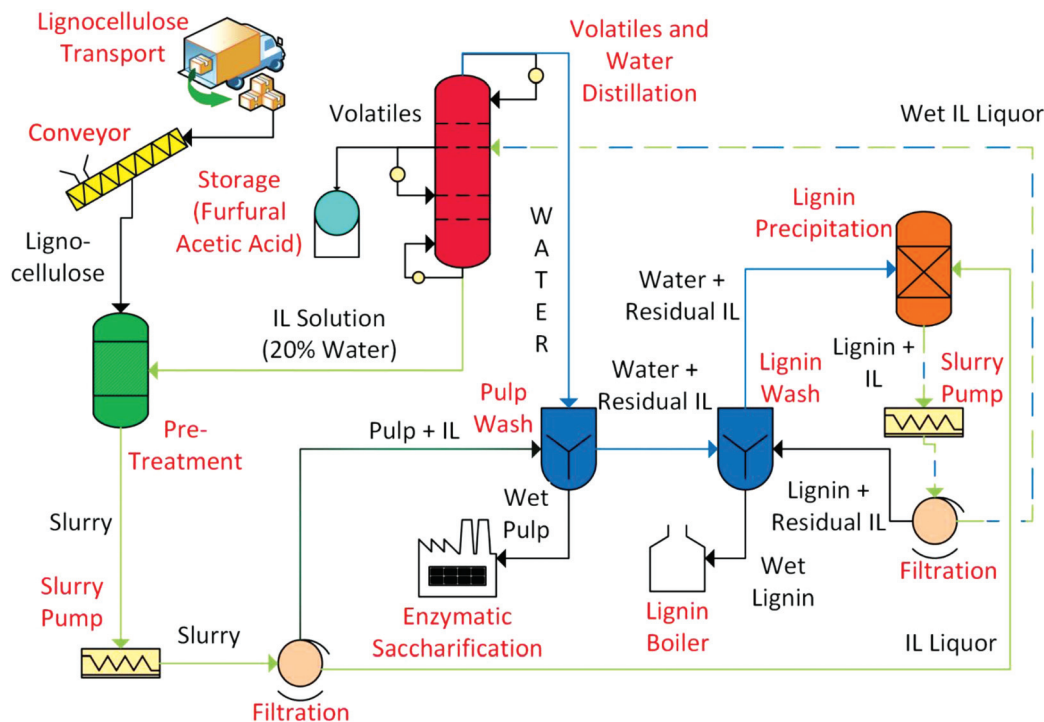 Lignocellulose
Transport
Conveyor
Ligno-
cellulose
Volatiles
Storage
(Furfural
Acetic Acid)
Volatiles and
Water
Distillation
Wet IL Liquor
WATER
IL Solution
(20% Water)
Lignin
Precipitation
Water +
Residual IL
Lignin +
IL
Slurry
Pump
Lignin
Wash
Water +
Residual IL
Pulp
Wash
Pulp + IL
Pre-
Treatment
Wet
Pulp
Lignin +
Residual IL
Slurry
Slurry
Pump
Slurry
Filtration
Enzymatic
Saccharification
Lignin
Boiler
Wet
Lignin
Filtration
IL Liquor